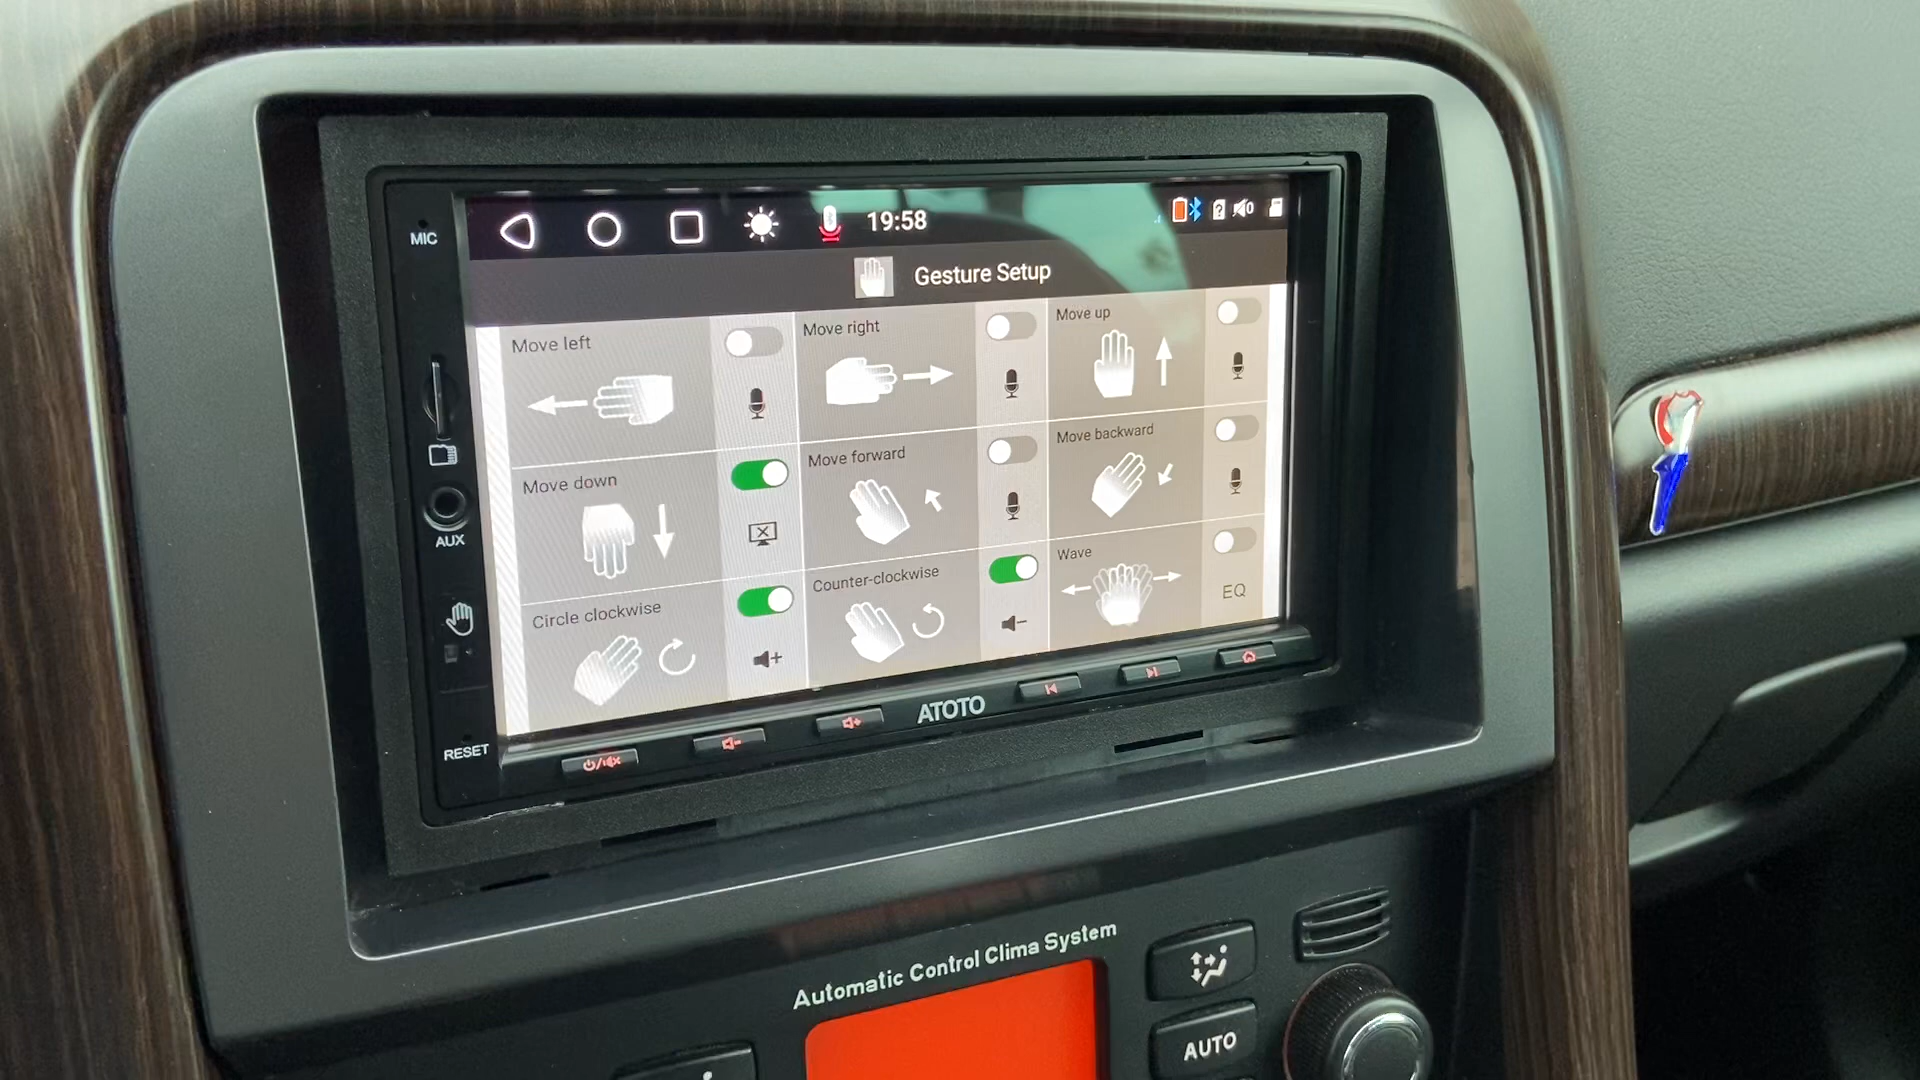 19:58
MIC
Gesture Setup
Move left
Move right
Move up
Move down
Move forward
Move backward
Circle clockwise
Counter-clockwise
Wave
EQ
AUX
RESET
ATOTO
Automatic Control Clima System
AUTO